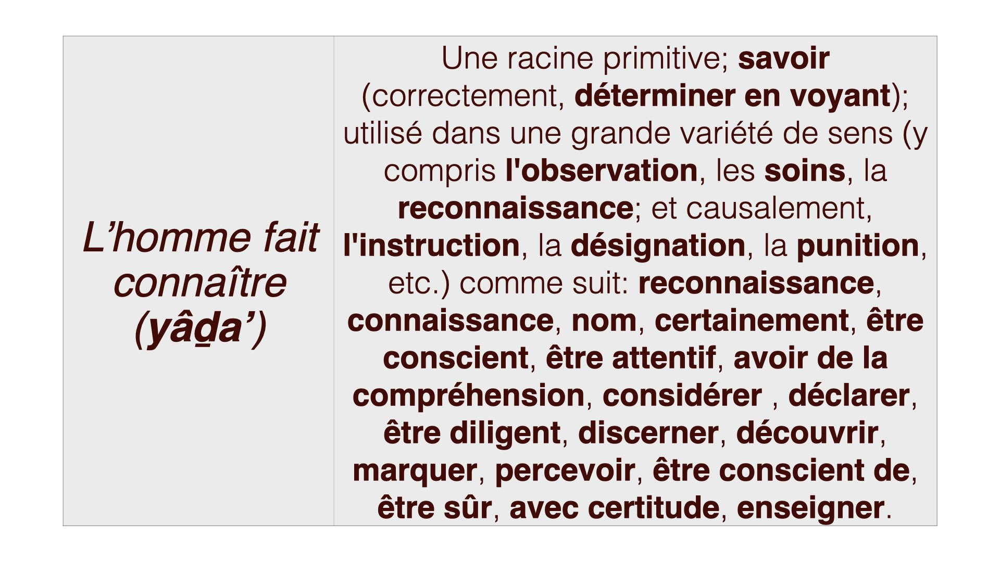 L’homme fait
connaître
(yâḏa’)
Une racine primitive; savoir
(correctement, déterminer en voyant);
utilisé dans une grande variété de sens (y
compris l'observation, les soins, la
reconnaissance; et causalement,
l'instruction, la désignation, la punition,
etc.) comme suit: reconnaissance,
connaissance, nom, certainement, être
conscient, être attentif, avoir de la
compréhension, considérer , déclarer,
être diligent, discerner, découvrir,
marquer, percevoir, être conscient de,
être sûr, avec certitude, enseigner.